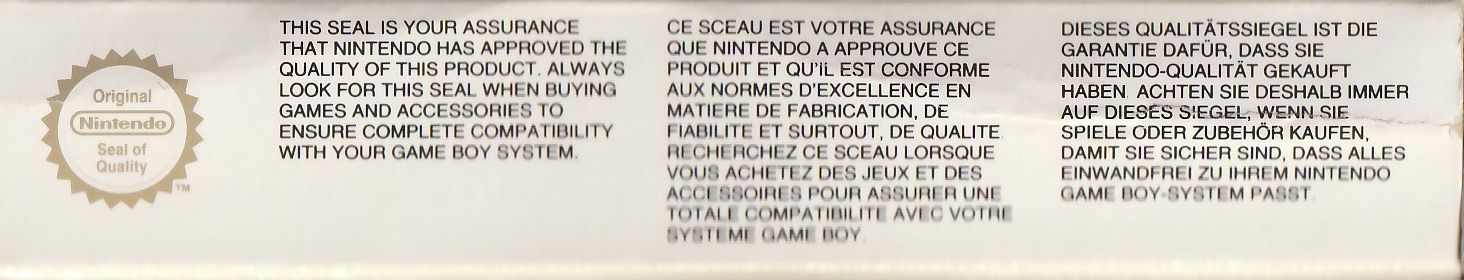 Original
Nintendo
Seal of
Quality
TM
THIS SEAL IS YOUR ASSURANCE
THAT NINTENDO HAS APPROVED THE
QUALITY OF THIS PRODUCT. ALWAYS
LOOK FOR THIS SEAL WHEN BUYING
GAMES AND ACCESSORIES TO
ENSURE COMPLETE COMPATIBILITY
WITH YOUR GAME BOY SYSTEM.
CE SCEAU EST VOTRE ASSURANCE
QUE NINTENDO A APPROUVE CE
PRODUIT ET QU'IL EST CONFORME
AUX NORMES D'EXCELLENCE EN
MATIERE DE FABRICATION, DE
FIABILITE ET SURTOUT, DE QUALITE.
RECHERCHEZ CE SCEAU LORSQUE
VOUS ACHETEZ DES JEUX ET DES
ACCESSOIRES POUR ASSURER UNE
TOTALE COMPATIBILITE AVEC VOTRE
SYSTEME GAME BOY.
DIESES QUALITÄTSSIEGEL IST DIE
GARANTIE DAFÜR, DASS SIE
NINTENDO-QUALITÄT GEKAUFT
HABEN. ACHTEN SIE DESHALB IMMER
AUF DIESES SIEGEL, WENN SIE
SPIELE ODER ZUBEHÖR KAUFEN,
DAMIT SIE SICHER SIND, DASS ALLES
EINWANDFREI ZU IHREM NINTENDO
GAME BOY-SYSTEM PASST.